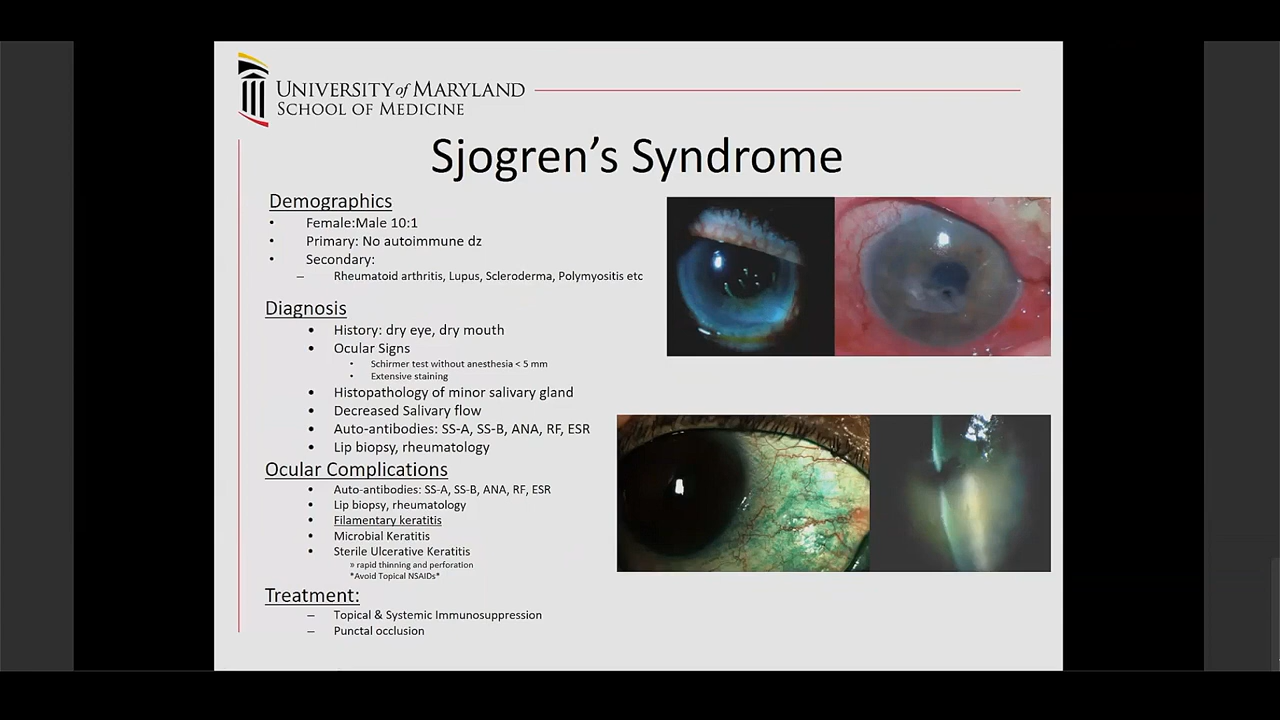 UNIVERSITY of MARYLAND
SCHOOL OF MEDICINE
Sjogren's Syndrome
Demographics
• Female:Male 10:1
• Primary: No autoimmune dz
• Secondary:
– Rheumatoid arthritis, Lupus, Scleroderma, Polymyositis etc
Diagnosis
• History: dry eye, dry mouth
• Ocular Signs
• Schirmer test without anesthesia < 5 mm
• Extensive staining
• Histopathology of minor salivary gland
• Decreased Salivary flow
• Auto-antibodies: SS-A, SS-B, ANA, RF, ESR
• Lip biopsy, rheumatology
Ocular Complications
• Auto-antibodies: SS-A, SS-B, ANA, RF, ESR
• Lip biopsy, rheumatology
• Filamentary keratitis
• Microbial Keratitis
• Sterile Ulcerative Keratitis
» rapid thinning and perforation
*Avoid Topical NSAIDs*
Treatment:
– Topical & Systemic Immunosuppression
– Punctal occlusion